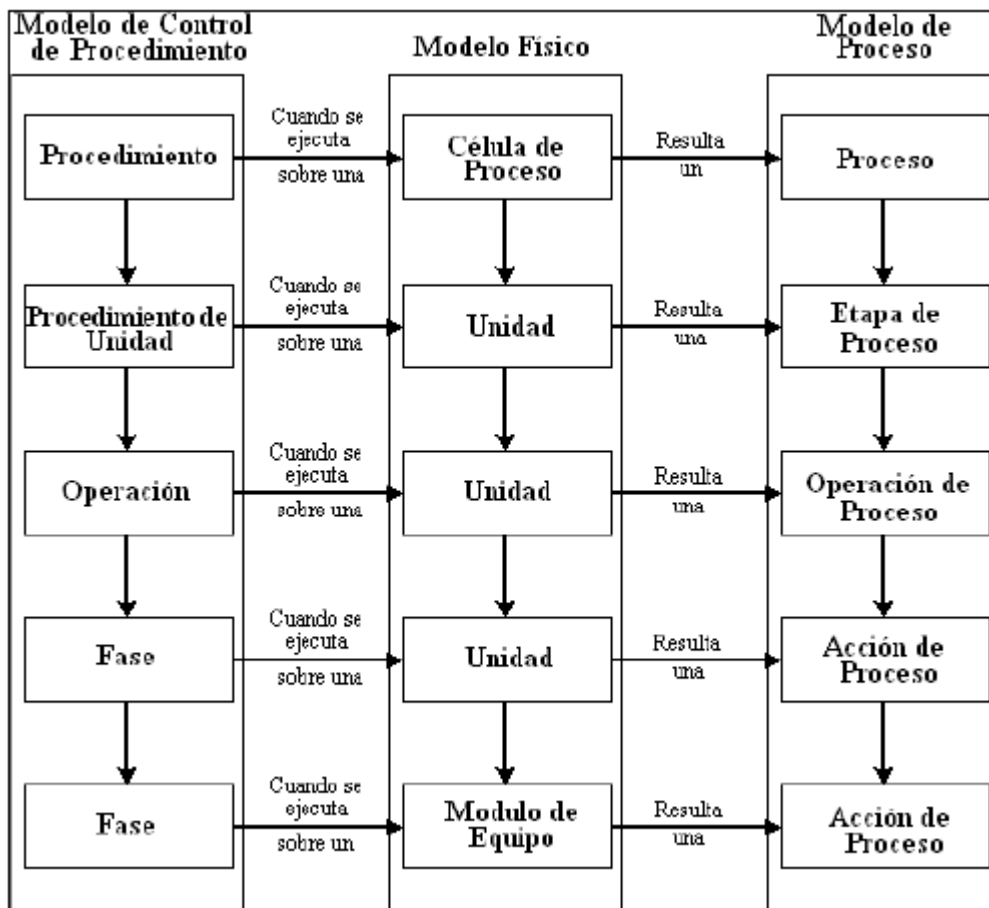 Modelo de Control
de Procedimiento
Modelo Físico
Modelo de
Proceso
Procedimiento
Cuando se
ejecuta
sobre una
Célula de
Proceso
Resulta
un
Proceso
Procedimiento de
Unidad
Cuando se
ejecuta
sobre una
Unidad
Resulta
una
Etapa de
Proceso
Operación
Cuando se
ejecuta
sobre una
Unidad
Resulta
una
Operación de
Proceso
Fase
Cuando se
ejecuta
sobre una
Unidad
Resulta
una
Acción de
Proceso
Fase
Cuando se
ejecuta
sobre un
Modulo de
Equipo
Resulta
una
Acción de
Proceso